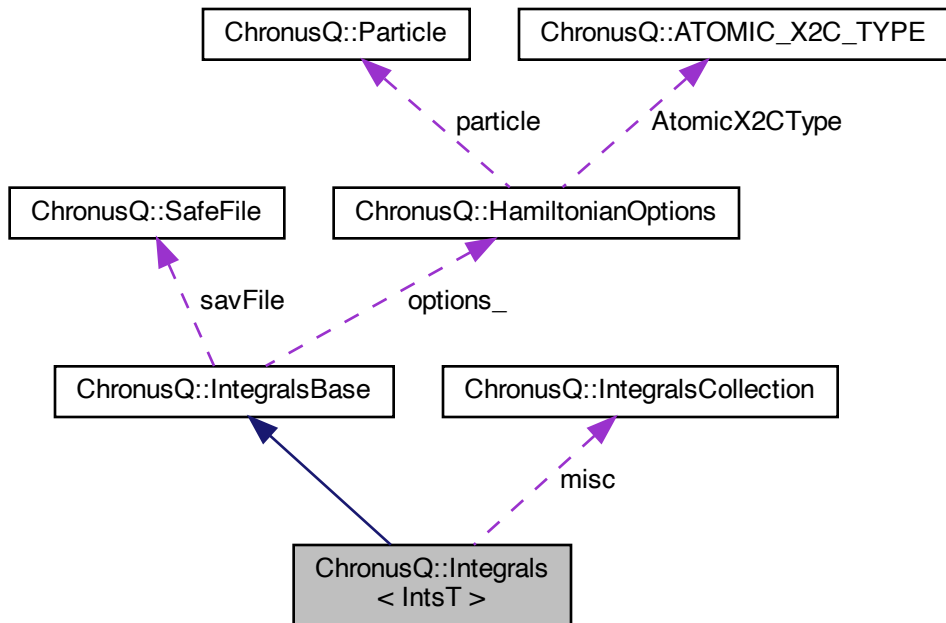 ChronusQ::Particle
ChronusQ::ATOMIC_X2C_TYPE
particle
AtomicX2CType
ChronusQ::SafeFile
ChronusQ::HamiltonianOptions
savFile
options_
ChronusQ::IntegralsBase
ChronusQ::IntegralsCollection
misc
ChronusQ::Integrals
< IntsT >